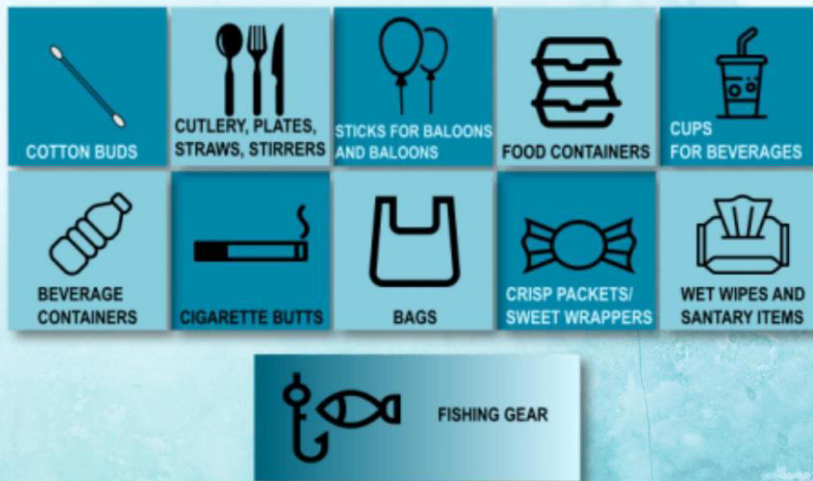 COTTON BUDS
CUTLERY, PLATES,
STRAWS, STIRRERS
STICKS FOR BALOONS
AND BALOONS
FOOD CONTAINERS
CUPS
FOR BEVERAGES
BEVERAGE
CONTAINERS
CIGARETTE BUTTS
BAGS
CRISP PACKETS/
SWEET WRAPPERS
WET WIPES AND
SANTARY ITEMS
FISHING GEAR